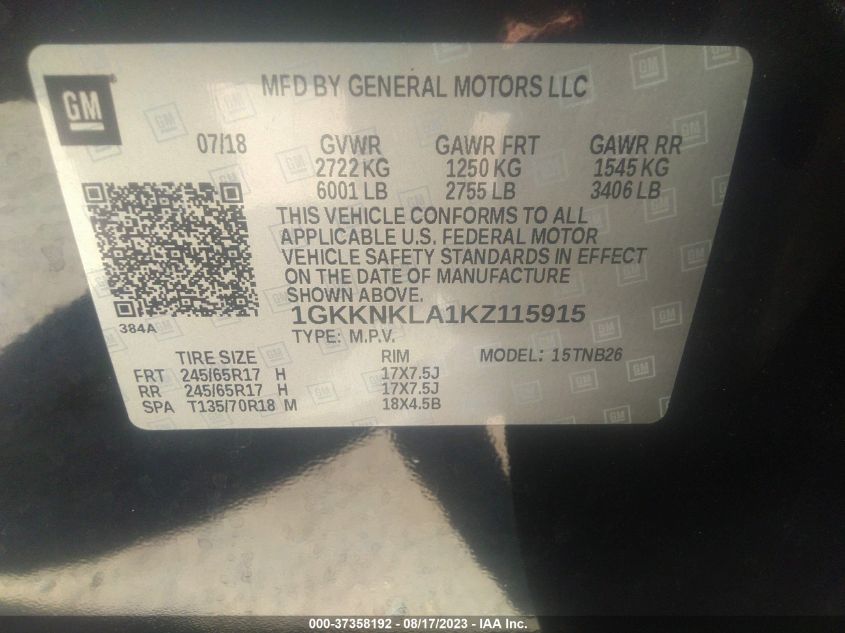 GM
MFD BY GENERAL MOTORS LLC
07/18 GVWR GAWR FRT GAWR RR
2722 KG 1250 KG 1545 KG
6001 LB 2755 LB 3406 LB
THIS VEHICLE CONFORMS TO ALL
APPLICABLE U.S. FEDERAL MOTOR
VEHICLE SAFETY STANDARDS IN EFFECT
ON THE DATE OF MANUFACTURE
SHOWN ABOVE.
384A
1GKKNKLA1KZ115915
TYPE: M.P.V.
TIRE SIZE RIM MODEL: 15TNB26
FRT 245/65R17 H 17X7.5J
RR 245/65R17 H 17X7.5J
SPA T135/70R18 M 18X4.5B
000-37358192 - 08/17/2023 - IAA Inc.